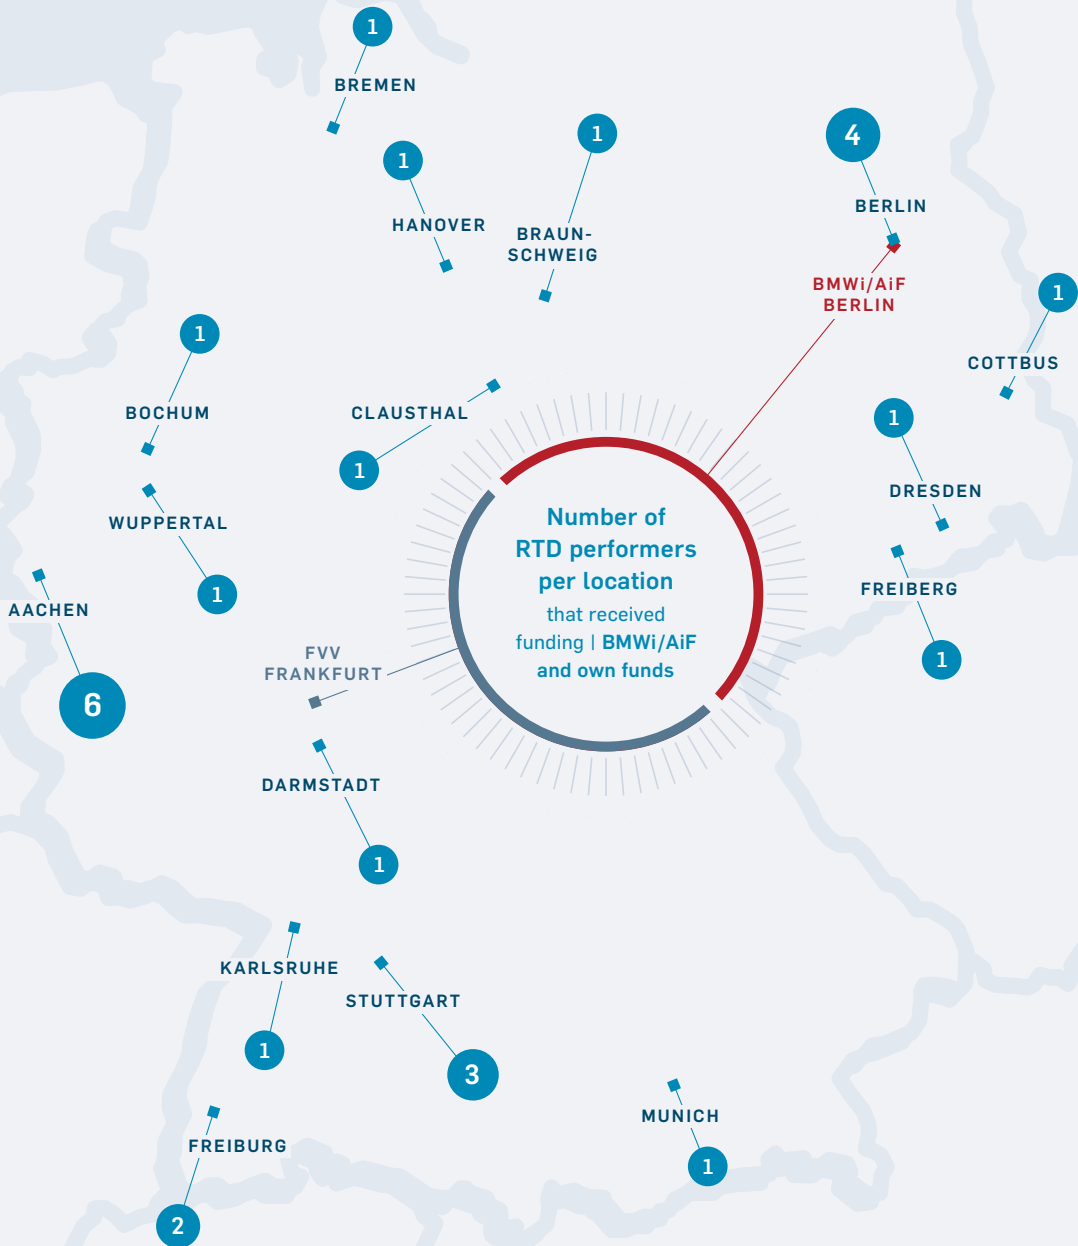 1
BREMEN
1
HANOVER
1
BRAUN-
SCHWEIG
4
BERLIN
BMWi/AiF
BERLIN
1
COTTBUS
1
BOCHUM
CLAUSTHAL
1
1
DRESDEN
WUPPERTAL
1
AACHEN
6
FREIBERG
1
Number of
RTD performers
per location
that received
funding | BMWi/AiF
and own funds
FVV
FRANKFURT
DARMSTADT
1
KARLSRUHE
1
STUTTGART
3
MUNICH
1
FREIBURG
2